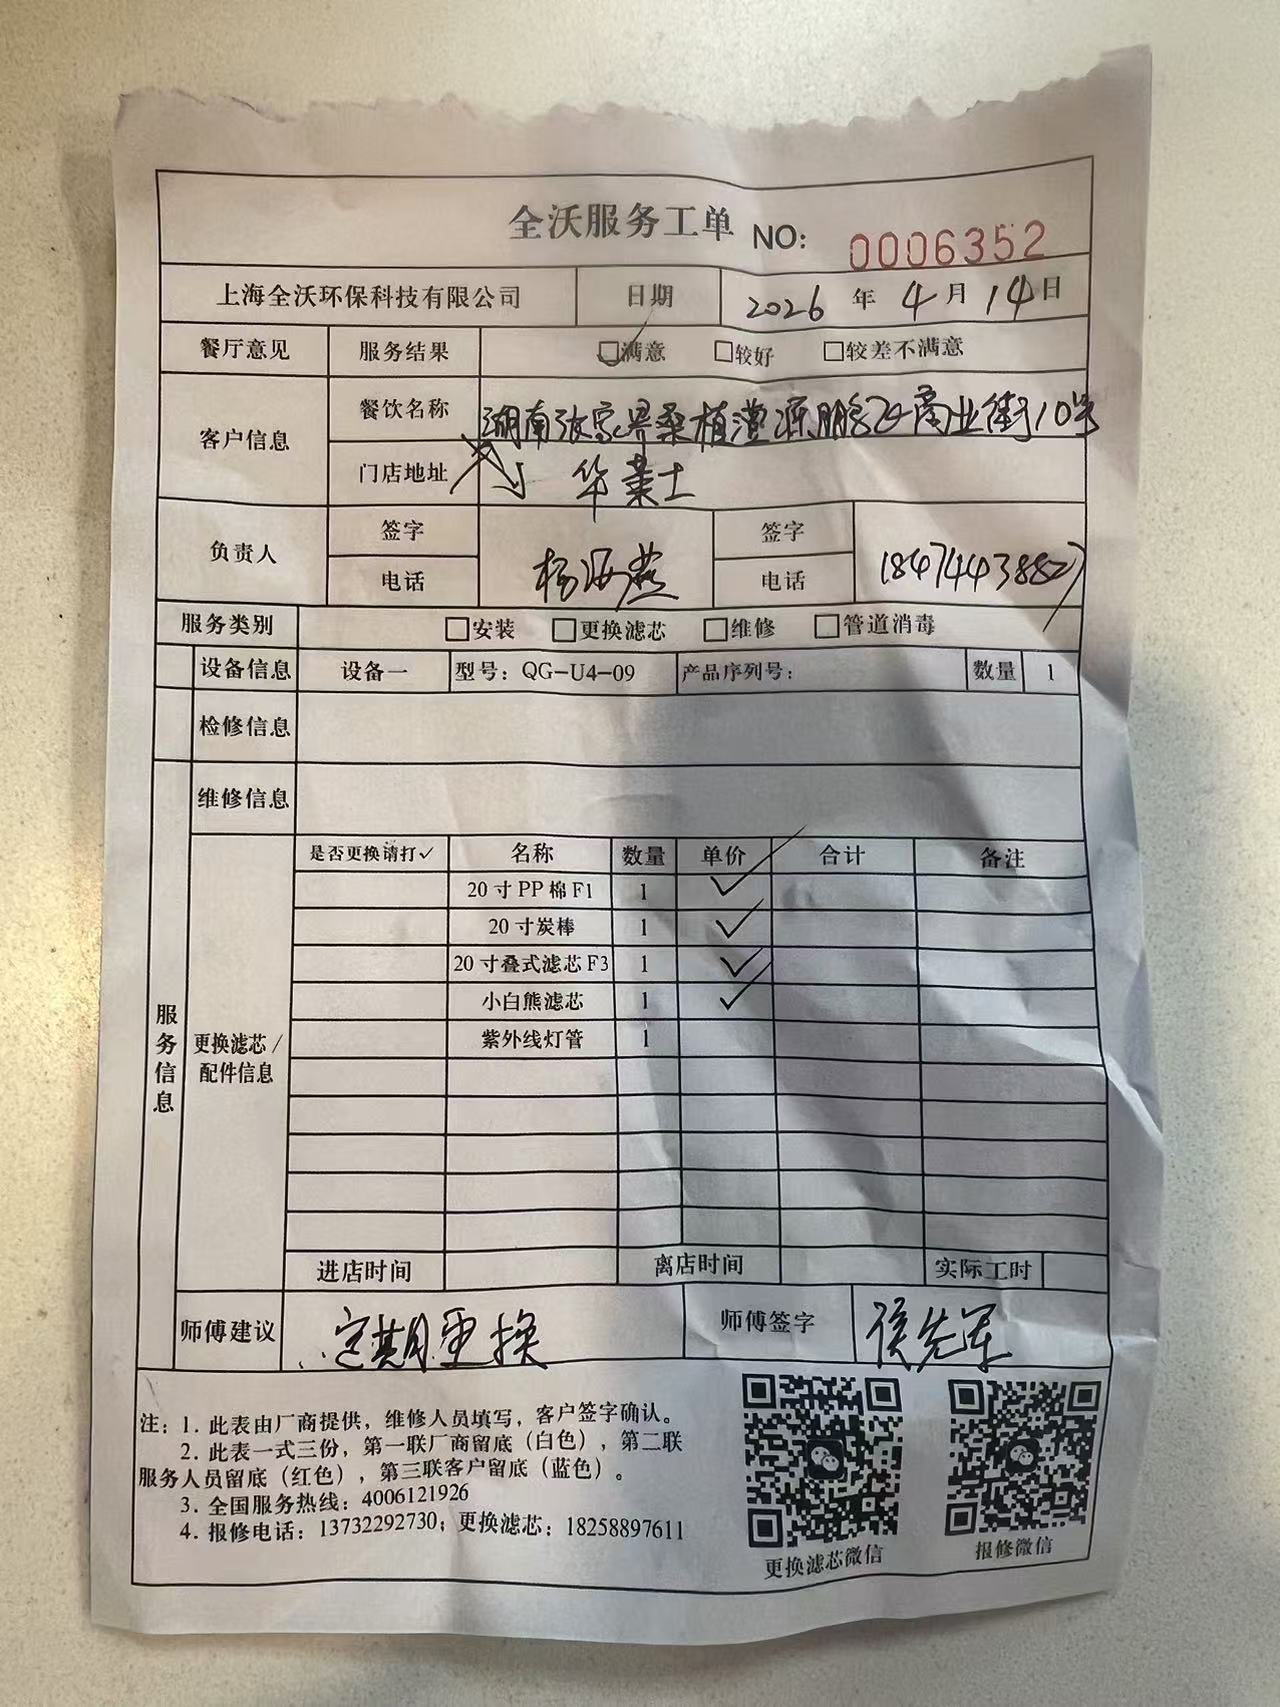 全沃服务工单 NO: 0006352
上海全沃环保科技有限公司 日期 2026年4月14日
餐厅意见 服务结果 满意 较好 较差不满意
客户信息 餐饮名称 湖南张家界桑植澧源鹏飞商业街10号
门店地址 华莱士
负责人 签字 电话 杨海燕 签字 电话 18474443882
服务类别 安装 更换滤芯 维修 管道消毒
设备信息 设备一 型号：QG-U4-09 产品序列号： 数量 1
检修信息
维修信息
服务信息
更换滤芯/配件信息
是否更换请打✓ 名称 数量 单价 合计 备注
20寸PP棉F1 1 ✓
20寸炭棒 1 ✓
20寸叠式滤芯F3 1 ✓
小白熊滤芯 1 ✓
紫外线灯管 1
进店时间 离店时间 实际工时
师傅建议 定期更换 师傅签字 侯先军
注：1. 此表由厂商提供，维修人员填写，客户签字确认。
2. 此表一式三份，第一联厂商留底（白色），第二联
服务人员留底（红色），第三联客户留底（蓝色）。
3. 全国服务热线：4006121926
4. 报修电话：13732292730；更换滤芯：18258897611
更换滤芯微信 报修微信